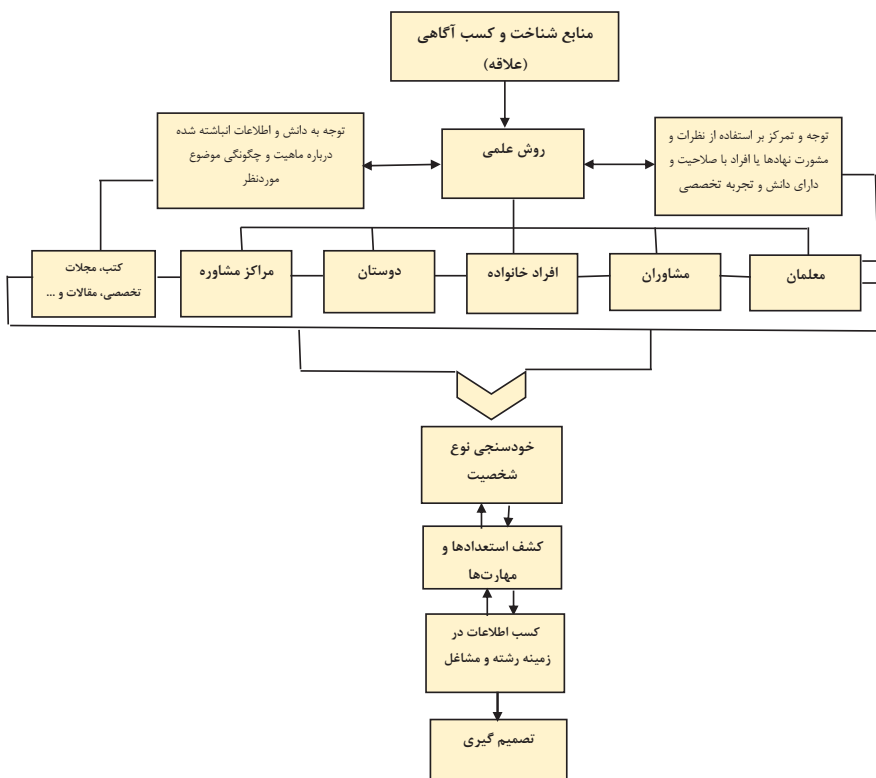 منابع شناخت و کسب آگاهی
(علاقه)
توجه و تمرکز بر استفاده از نظرات و
مشورت نهادها یا افراد با صلاحیت و
دارای دانش و تجربه تخصصی
روش علمی
توجه به دانش و اطلاعات انباشته شده
درباره ماهیت و چگونگی موضوع
موردنظر
معلمان
مشاوران
افراد خانواده
دوستان
مراکز مشاوره
کتب، مجلات
تخصصی، مقالات و ...
خودسنجی نوع
شخصیت
کشف استعدادها و
مهارت‌ها
کسب اطلاعات در
زمینه رشته و مشاغل
تصمیم گیری